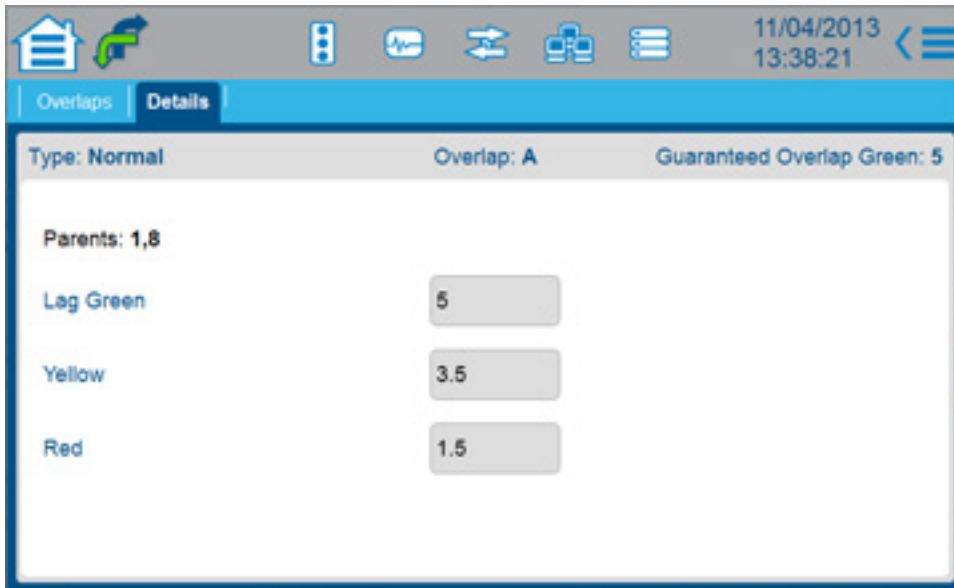 11/04/2013
13:38:21
Overlaps Details
Type: Normal Overlap: A Guaranteed Overlap Green: 5
Parents: 1,8
Lag Green 5
Yellow 3.5
Red 1.5